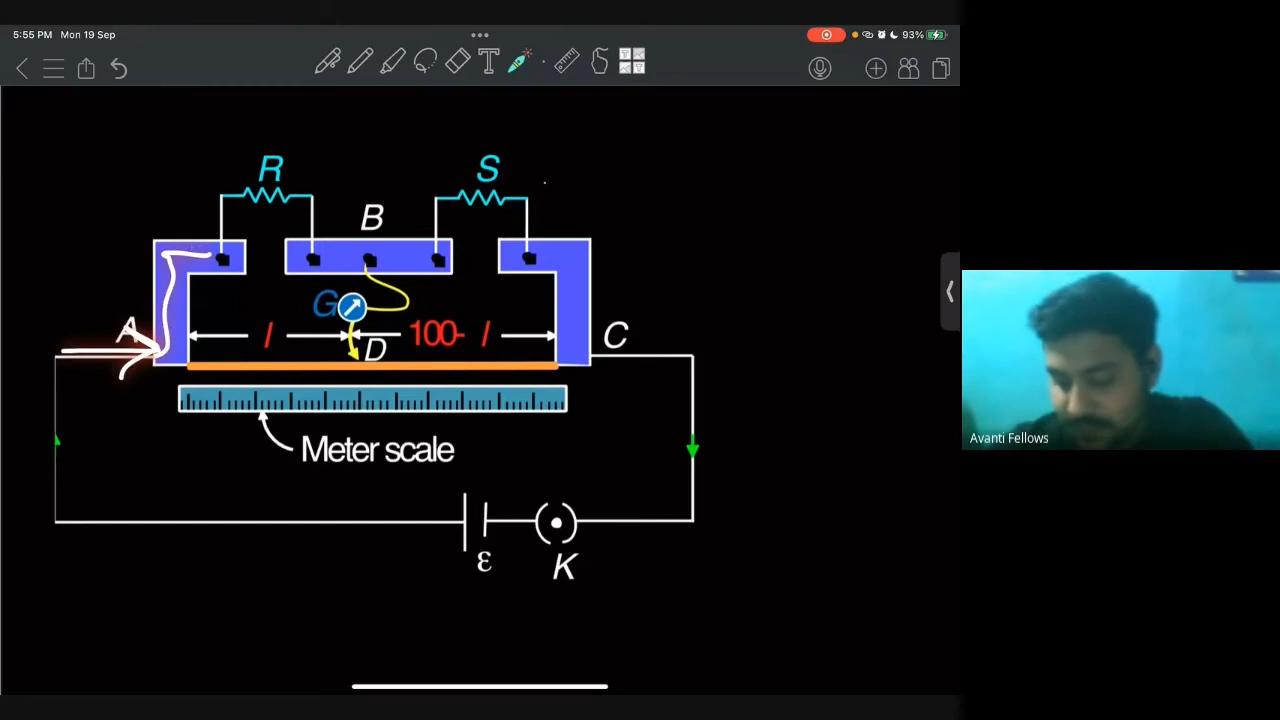 5:55 PM Mon 19 Sep
93%
T
R
S
B
G
A
l
100- l
D
C
Meter scale
ε
K
Avanti Fellows